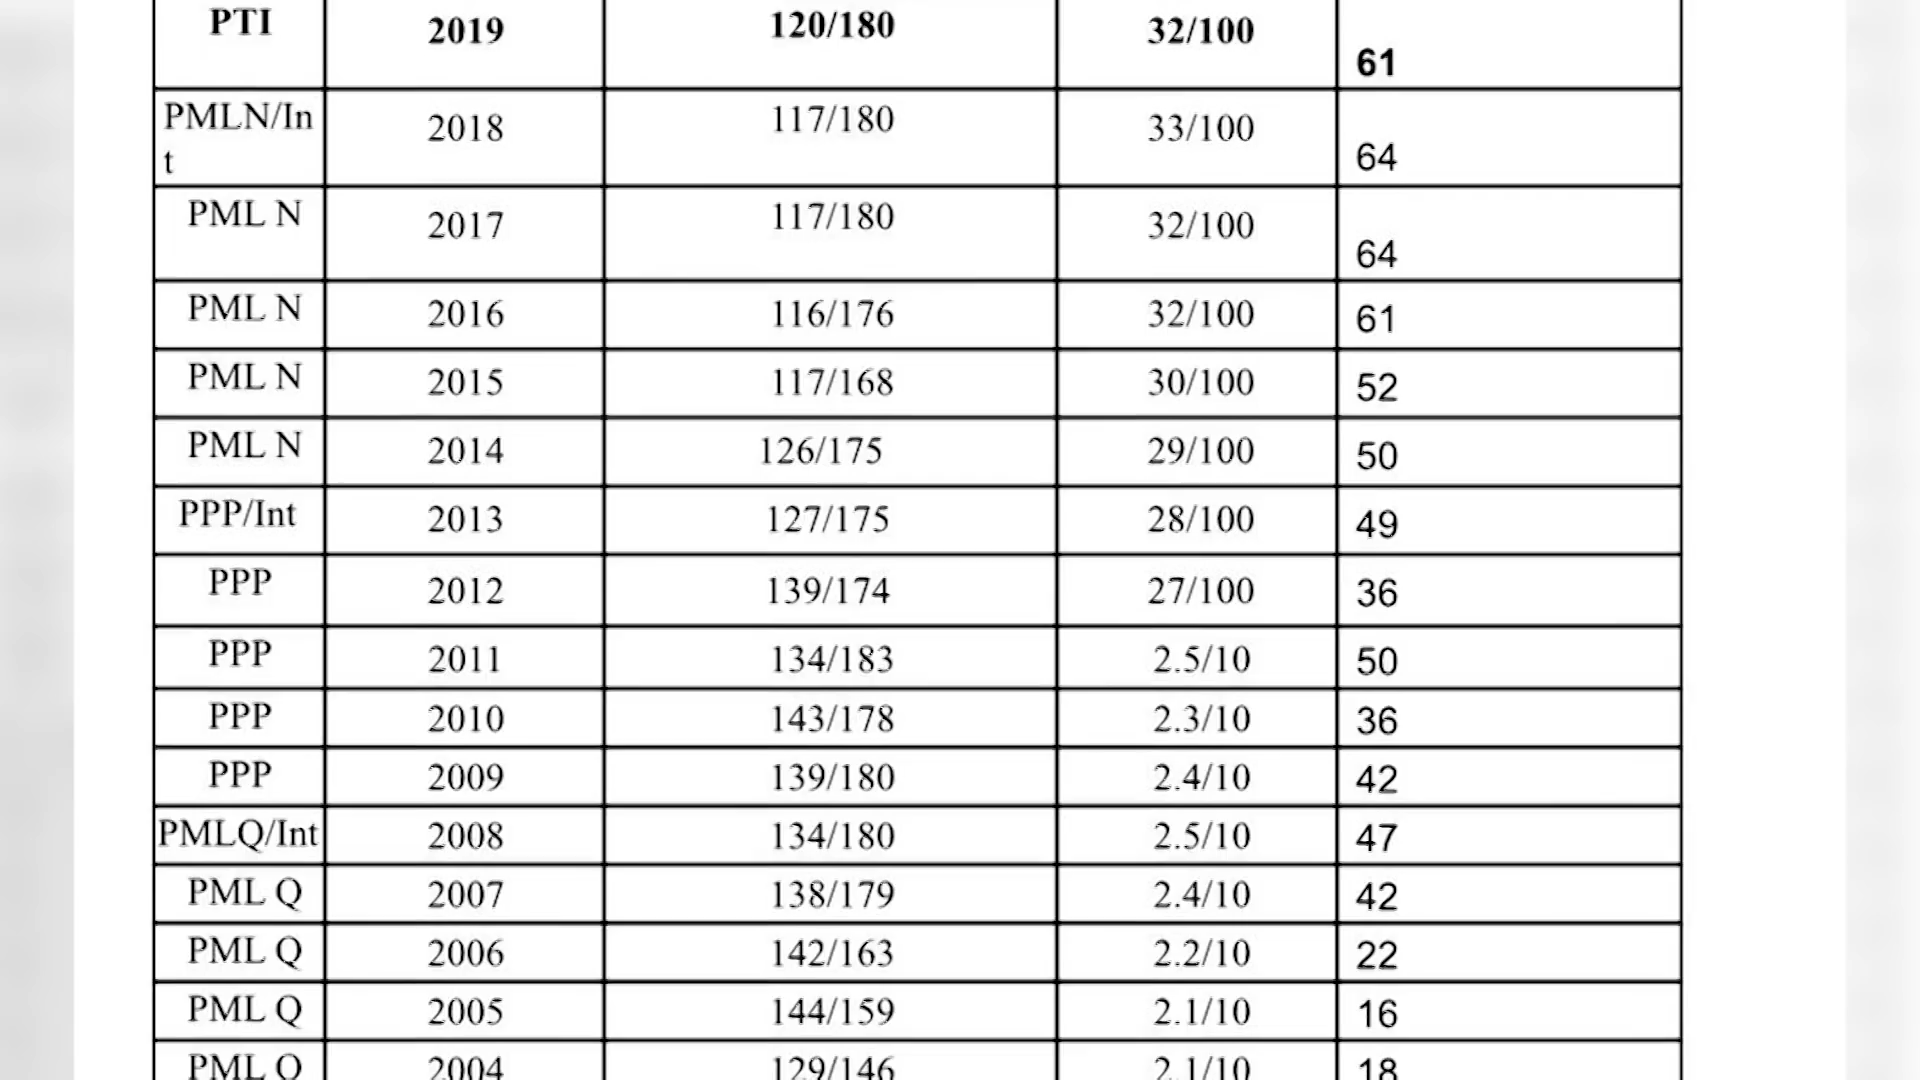 PTI 2019 120/180 32/100 61
PMLN/In
t 2018 117/180 33/100 64
PML N 2017 117/180 32/100 64
PML N 2016 116/176 32/100 61
PML N 2015 117/168 30/100 52
PML N 2014 126/175 29/100 50
PPP/Int 2013 127/175 28/100 49
PPP 2012 139/174 27/100 36
PPP 2011 134/183 2.5/10 50
PPP 2010 143/178 2.3/10 36
PPP 2009 139/180 2.4/10 42
PMLQ/Int 2008 134/180 2.5/10 47
PML Q 2007 138/179 2.4/10 42
PML Q 2006 142/163 2.2/10 22
PML Q 2005 144/159 2.1/10 16
PML Q 2004 129/146 2.1/10 18